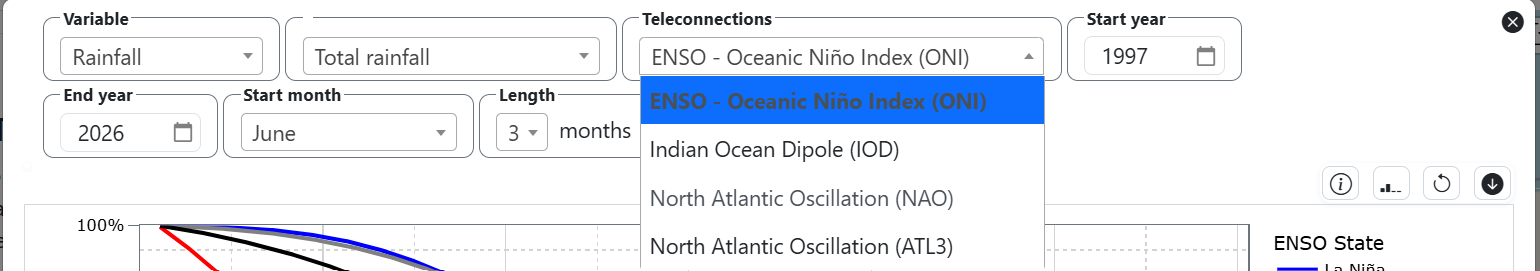 Variable
Rainfall
Total rainfall
Teleconnections
ENSO - Oceanic Niño Index (ONI)
Start year
1997
End year
2026
Start month
June
Length
3 months
ENSO - Oceanic Niño Index (ONI)
Indian Ocean Dipole (IOD)
North Atlantic Oscillation (NAO)
North Atlantic Oscillation (ATL3)
100%
ENSO State
La Niña